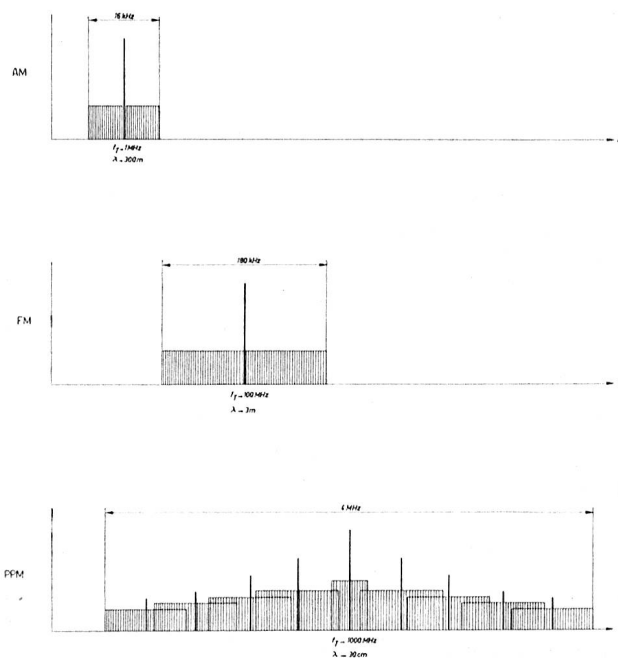 16 kHz
AM
f_T = 1 MHz
λ = 300 m
180 kHz
FM
f_T = 100 MHz
λ = 3 m
6 MHz
PPM
f_T = 1000 MHz
λ = 30 cm